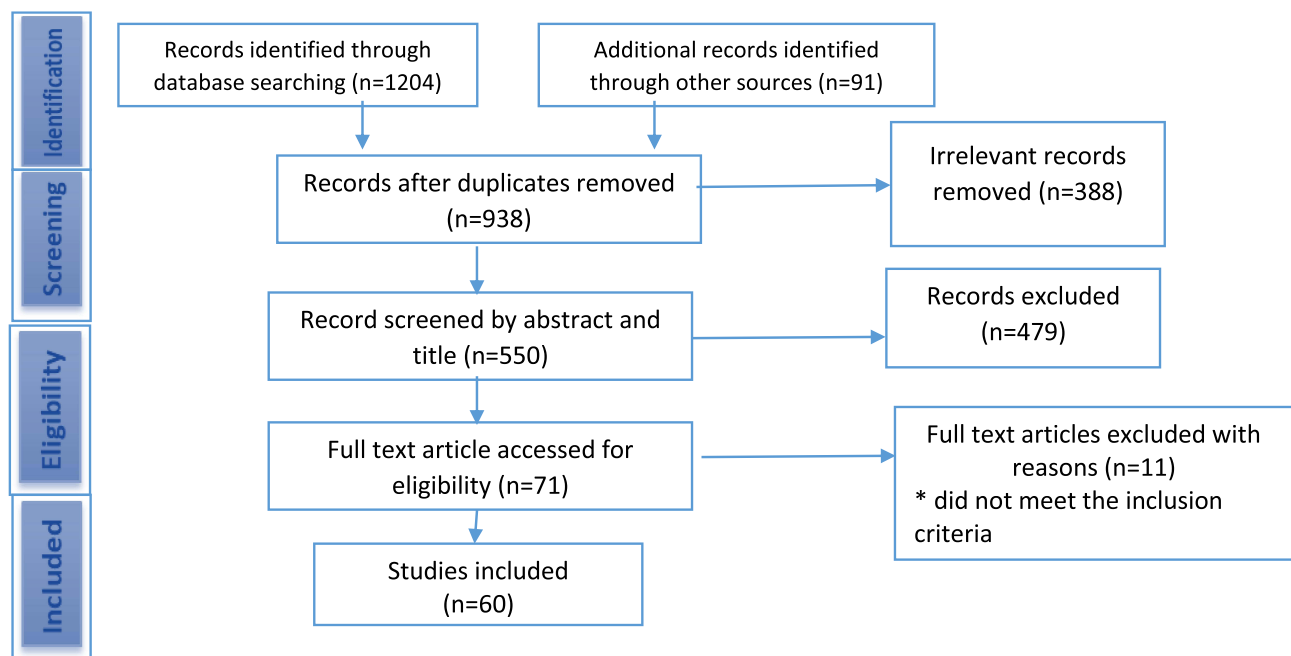 Identification
Records identified through
database searching (n=1204)
Additional records identified
through other sources (n=91)
Screening
Records after duplicates removed
(n=938)
Irrelevant records
removed (n=388)
Record screened by abstract and
title (n=550)
Records excluded
(n=479)
Eligibility
Full text article accessed for
eligibility (n=71)
Full text articles excluded with
reasons (n=11)
* did not meet the inclusion
criteria
Included
Studies included
(n=60)